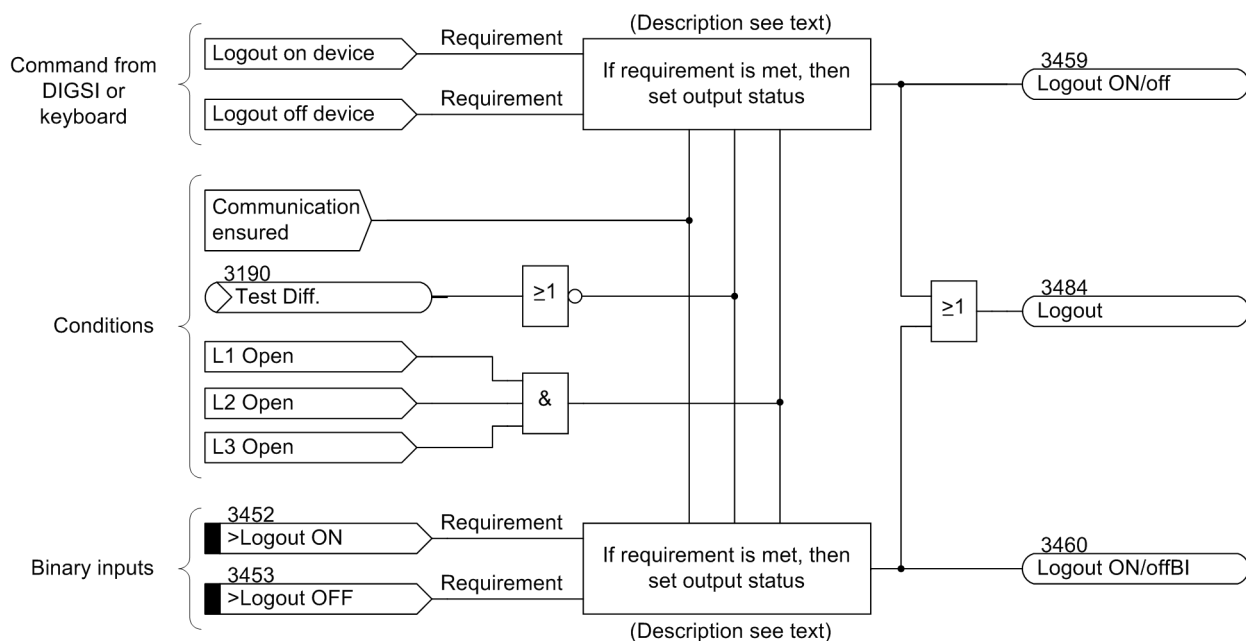 (Description see text)
Command from
DIGSI or
keyboard
Logout on device
Requirement
Logout off device
Requirement
If requirement is met, then
set output status
3459
Logout ON/off
Conditions
Communication
ensured
3190
Test Diff.
≥1
L1 Open
L2 Open
L3 Open
&
≥1
3484
Logout
Binary inputs
3452
>Logout ON
Requirement
3453
>Logout OFF
Requirement
If requirement is met, then
set output status
3460
Logout ON/offBI
(Description see text)